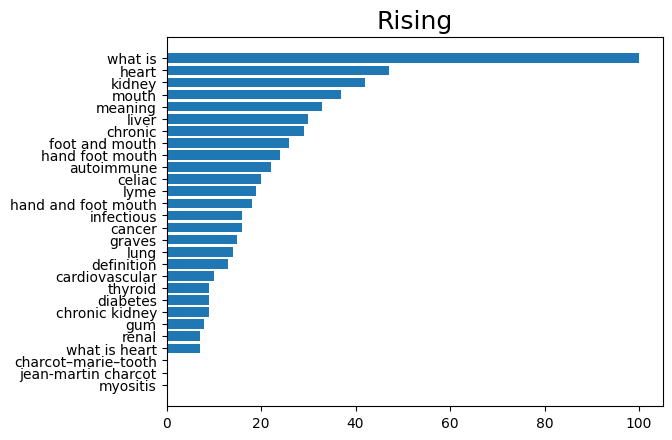 Rising
what is
heart
kidney
mouth
meaning
liver
chronic
foot and mouth
hand foot mouth
autoimmune
celiac
lyme
hand and foot mouth
infectious
cancer
graves
lung
definition
cardiovascular
thyroid
diabetes
chronic kidney
gum
renal
what is heart
charcot–marie–tooth
jean-martin charcot
myositis
0 20 40 60 80 100